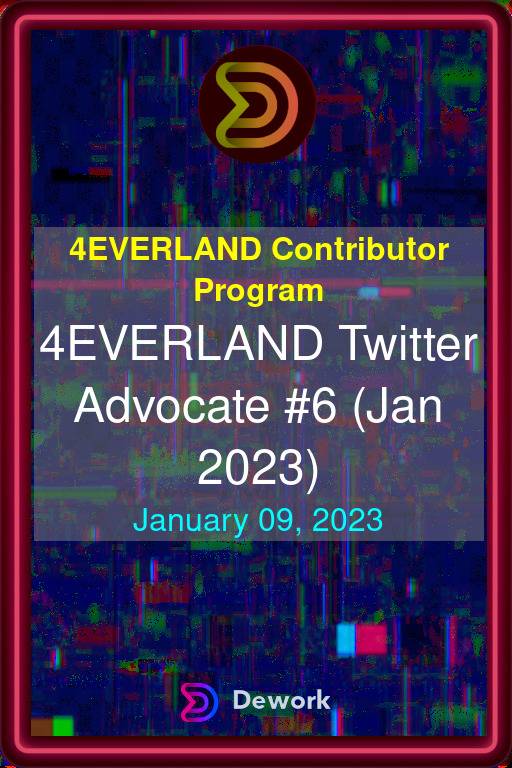 4EVERLAND Contributor
Program
4EVERLAND Twitter
Advocate #6 (Jan
2023)
January 09, 2023
Dework